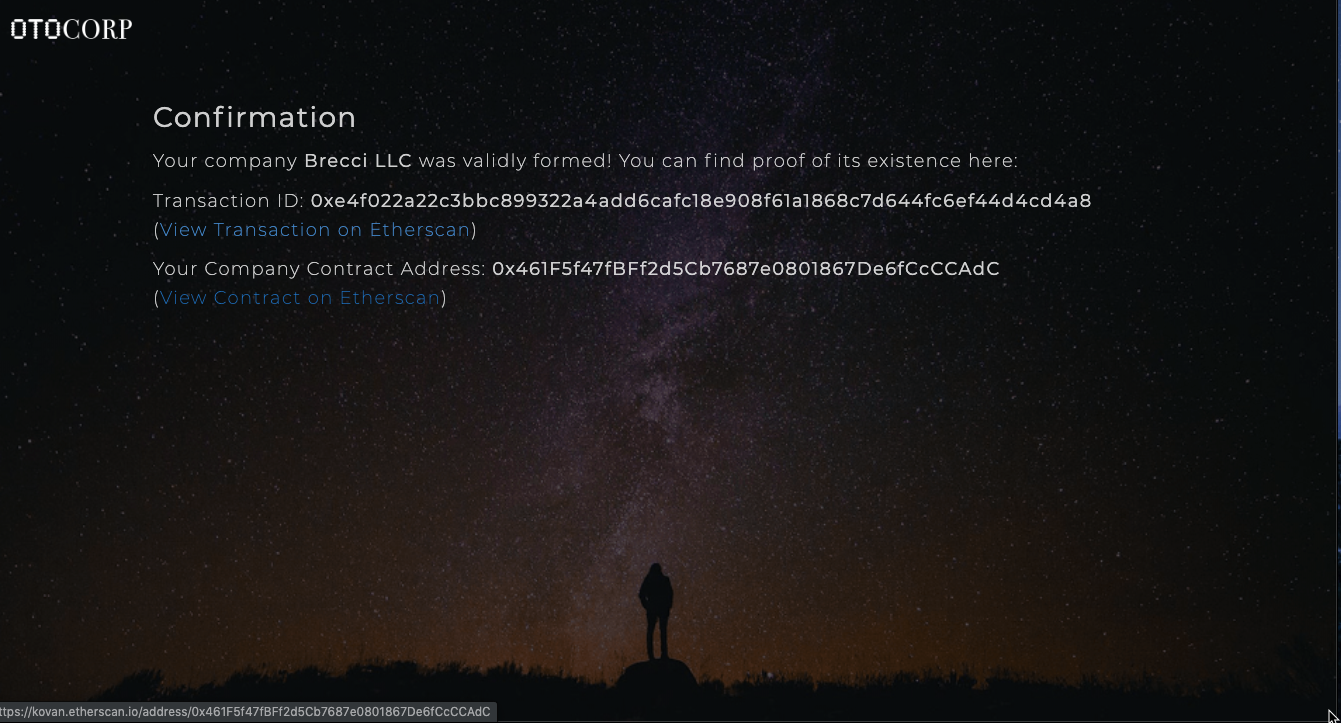 OTOCORP
Confirmation
Your company Brecci LLC was validly formed! You can find proof of its existence here:
Transaction ID: 0xe4f022a22c3bbc899322a4add6cafc18e908f61a1868c7d644fc6ef44d4cd4a8
(View Transaction on Etherscan)
Your Company Contract Address: 0x461F5f47fBFf2d5Cb7687e0801867De6fCcCCAdC
(View Contract on Etherscan)
ttps://kovan.etherscan.io/address/0x461F5f47fBFf2d5Cb7687e0801867De6fCcCCAdC